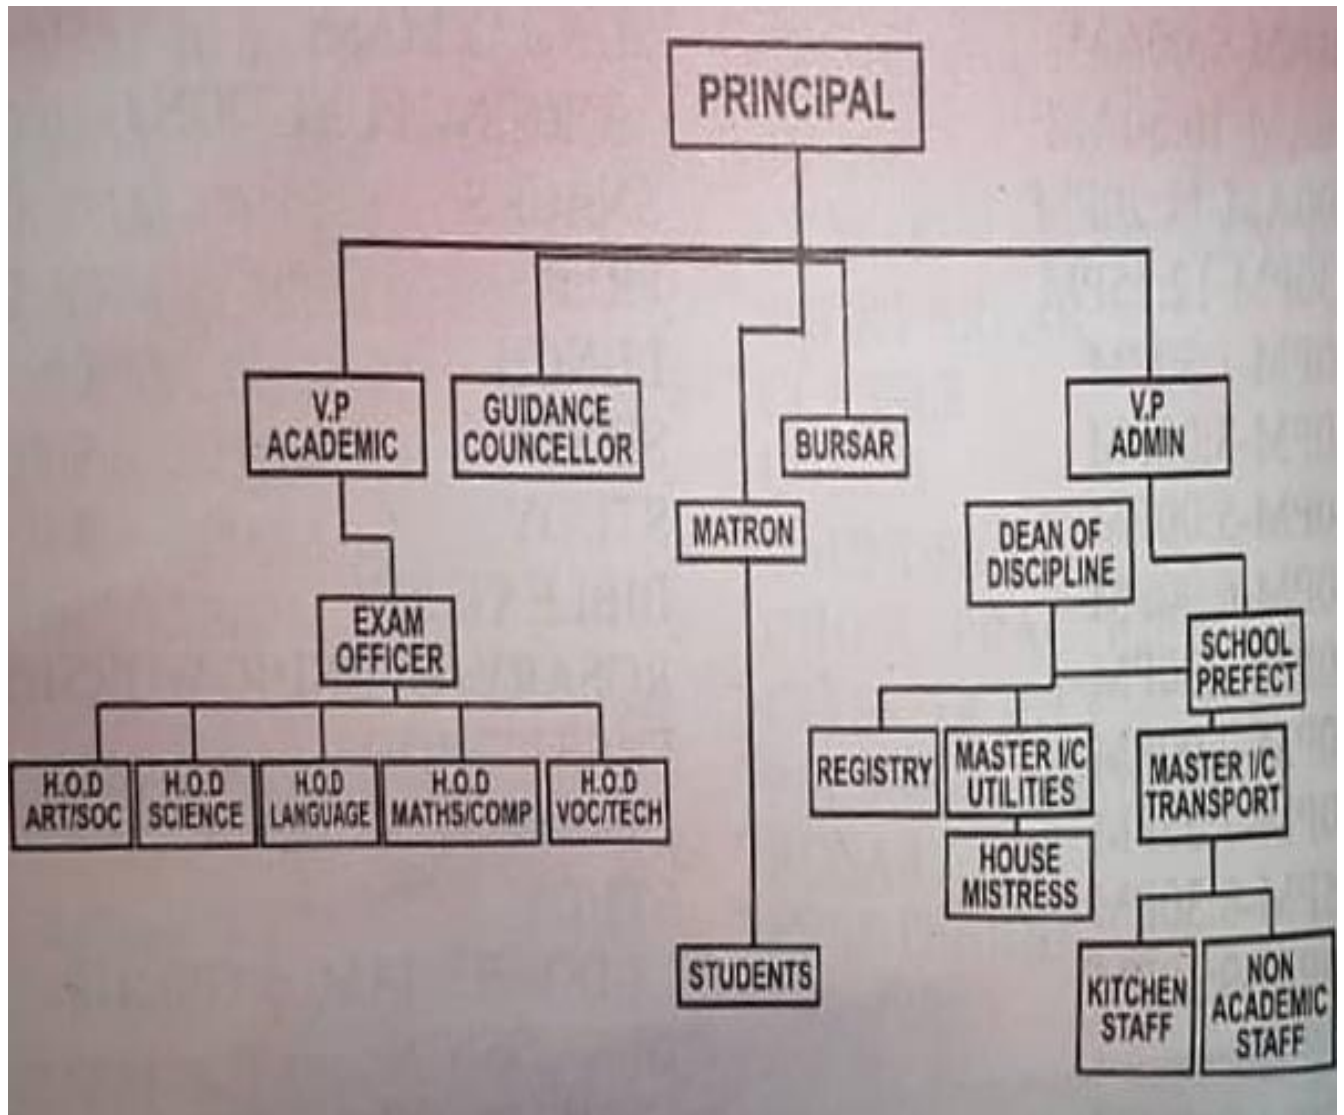 PRINCIPAL
V.P
ACADEMIC
GUIDANCE
COUNCELLOR
BURSAR
V.P
ADMIN
MATRON
DEAN OF
DISCIPLINE
EXAM
OFFICER
SCHOOL
PREFECT
REGISTRY
MASTER I/C
UTILITIES
MASTER I/C
TRANSPORT
H.O.D
ART/SOC
H.O.D
SCIENCE
H.O.D
LANGUAGE
H.O.D
MATHS/COMP
H.O.D
VOC/TECH
HOUSE
MISTRESS
STUDENTS
KITCHEN
STAFF
NON
ACADEMIC
STAFF